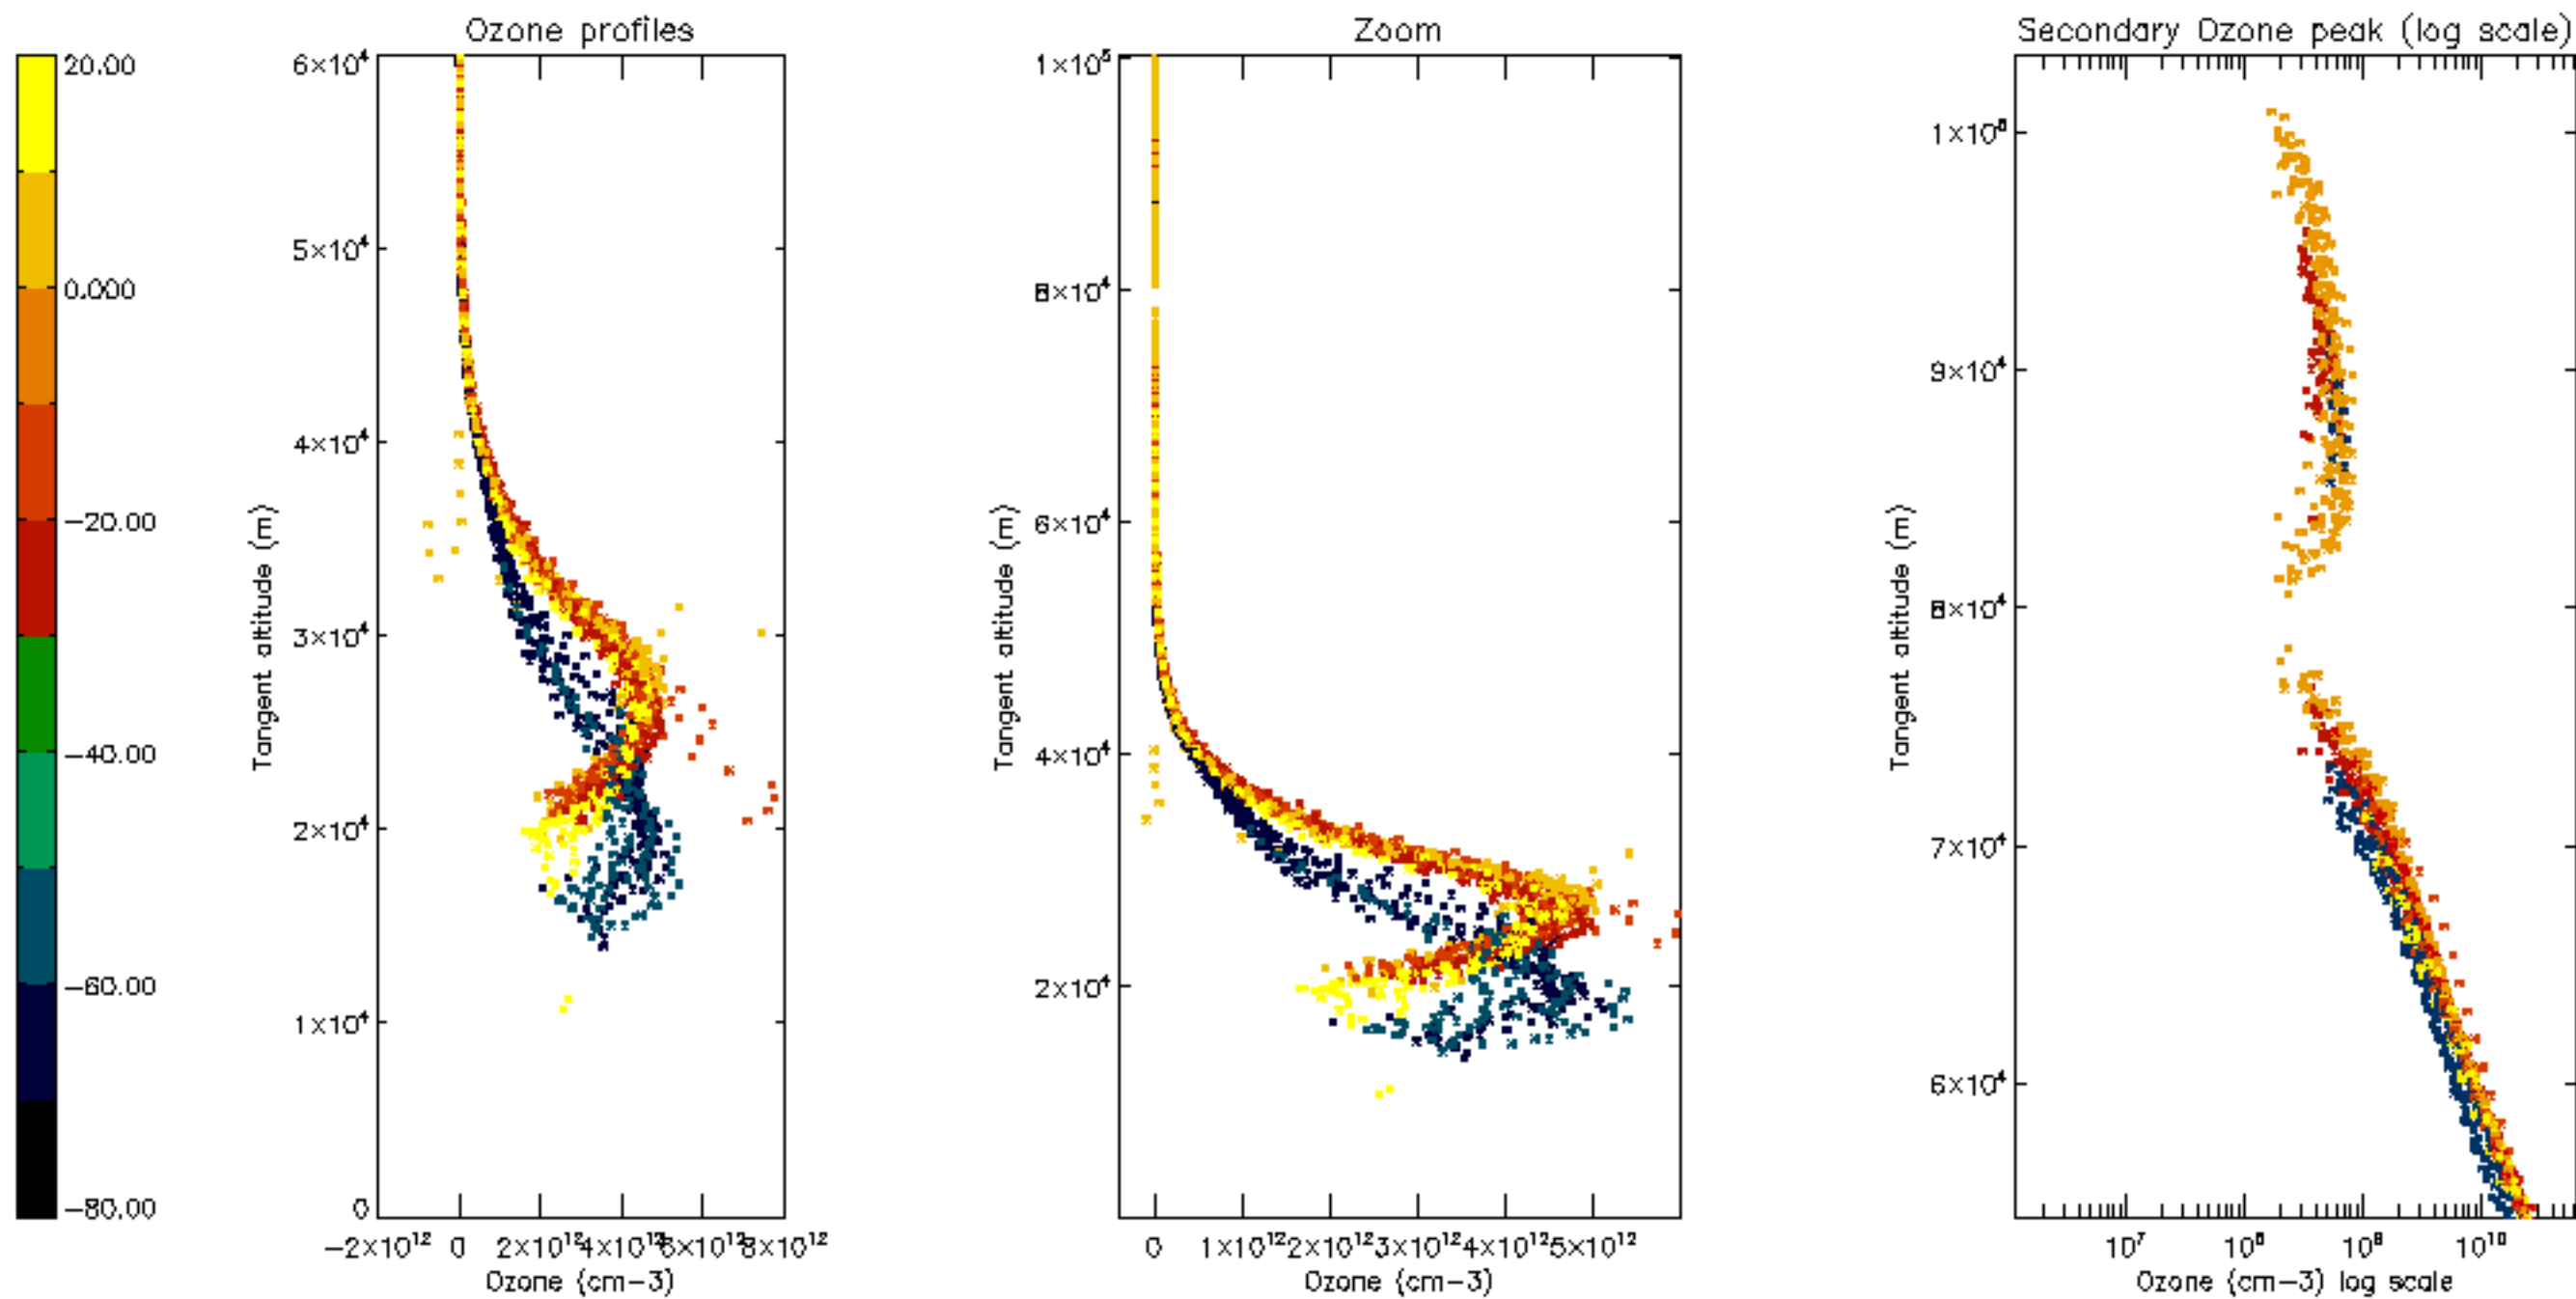 Ozone profiles
Zoom
Secondary Ozone peak (log scale)
20.00
0.000
−20.00
−40.00
−60.00
−80.00
6×10⁴
5×10⁴
4×10⁴
3×10⁴
2×10⁴
1×10⁴
0
Tangent altitude (m)
−2×10¹² 0 2×10¹² 4×10¹² 6×10¹² 8×10¹²
Ozone (cm−3)
1×10⁵
8×10⁴
6×10⁴
4×10⁴
2×10⁴
Tangent altitude (m)
0 1×10¹² 2×10¹² 3×10¹² 4×10¹² 5×10¹²
Ozone (cm−3)
9×10⁴
8×10⁴
7×10⁴
6×10⁴
Tangent altitude (m)
10⁷ 10⁸ 10⁹ 10¹⁰
Ozone (cm−3) log scale